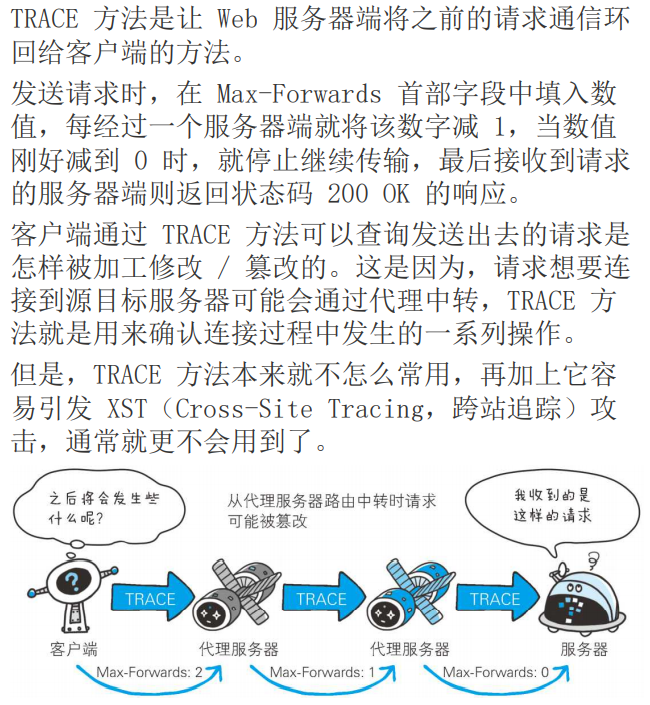 TRACE 方法是让 Web 服务器端将之前的请求通信环
回给客户端的方法。
发送请求时，在 Max-Forwards 首部字段中填入数
值，每经过一个服务器端就将该数字减 1，当数值
刚好减到 0 时，就停止继续传输，最后接收到请求
的服务器端则返回状态码 200 OK 的响应。
客户端通过 TRACE 方法可以查询发送出去的请求是
怎样被加工修改 / 篡改的。这是因为，请求想要连
接到源目标服务器可能会通过代理中转，TRACE 方
法就是用来确认连接过程中发生的一系列操作。
但是，TRACE 方法本来就不怎么常用，再加上它容
易引发 XST（Cross-Site Tracing，跨站追踪）攻
击，通常就更不会用到了。
之后将会发生些
什么呢?
从代理服务器路由中转时请求
可能被篡改
我收到的是
这样的请求
?
TRACE
TRACE
TRACE
客户端
代理服务器
代理服务器
服务器
Max-Forwards: 2
Max-Forwards: 1
Max-Forwards: 0